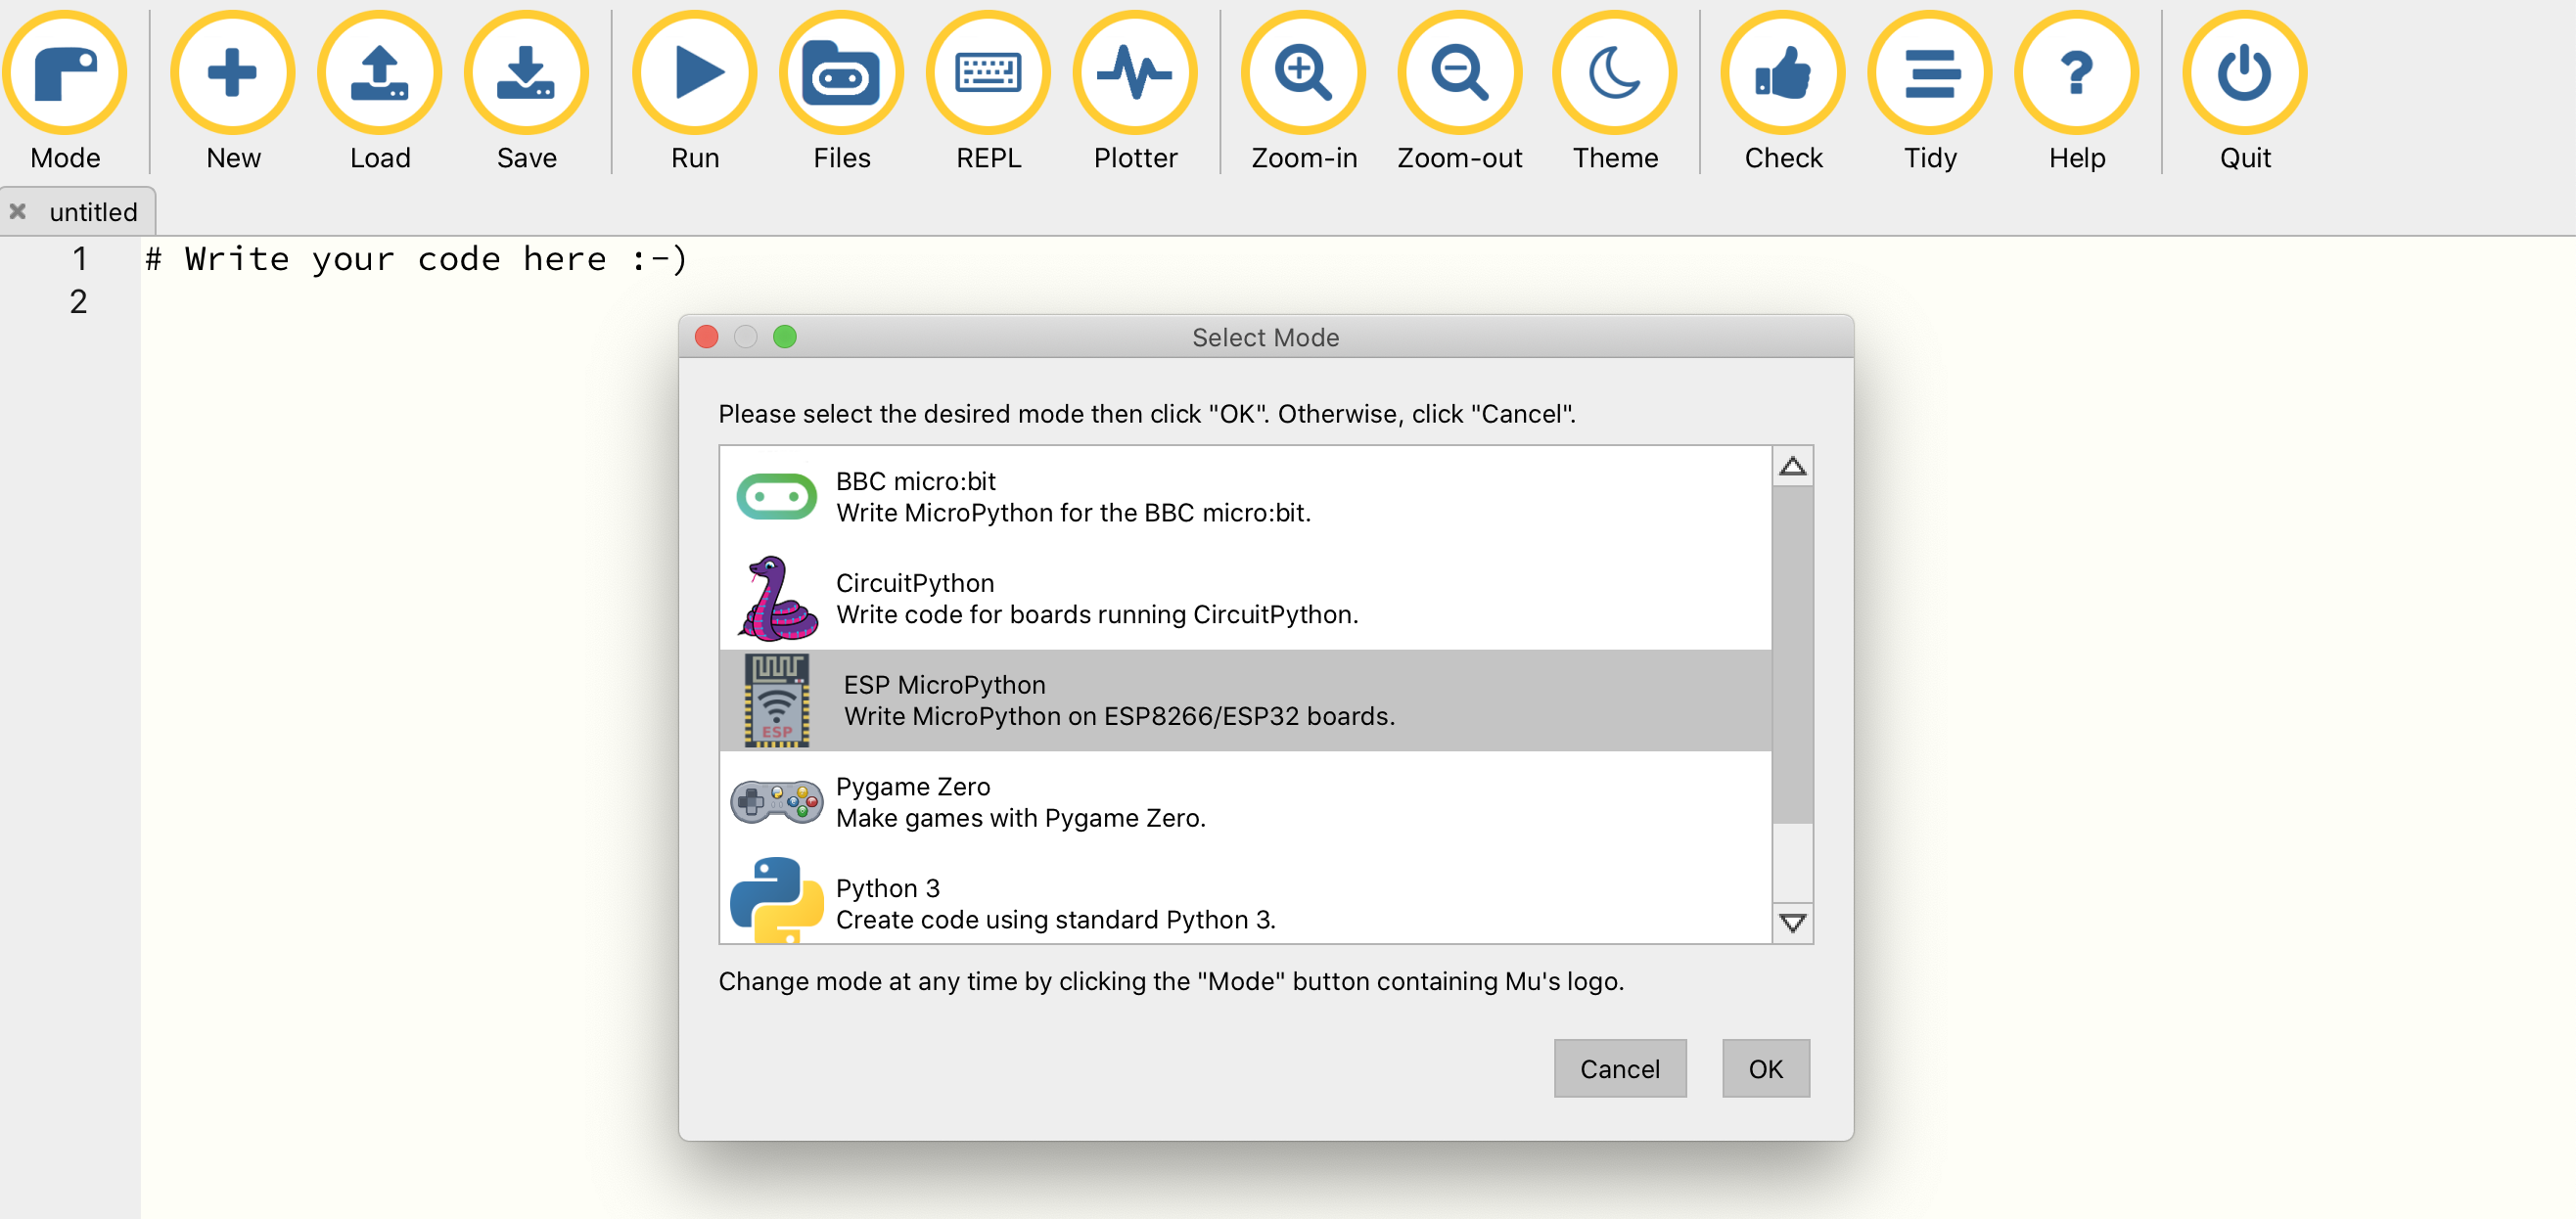 Mode New Load Save Run Files REPL Plotter Zoom-in Zoom-out Theme Check Tidy Help Quit
untitled
1 # Write your code here :-)
2
Select Mode
Please select the desired mode then click "OK". Otherwise, click "Cancel".
BBC micro:bit
Write MicroPython for the BBC micro:bit.
CircuitPython
Write code for boards running CircuitPython.
ESP MicroPython
Write MicroPython on ESP8266/ESP32 boards.
ESP
Pygame Zero
Make games with Pygame Zero.
Python 3
Create code using standard Python 3.
Change mode at any time by clicking the "Mode" button containing Mu's logo.
Cancel OK